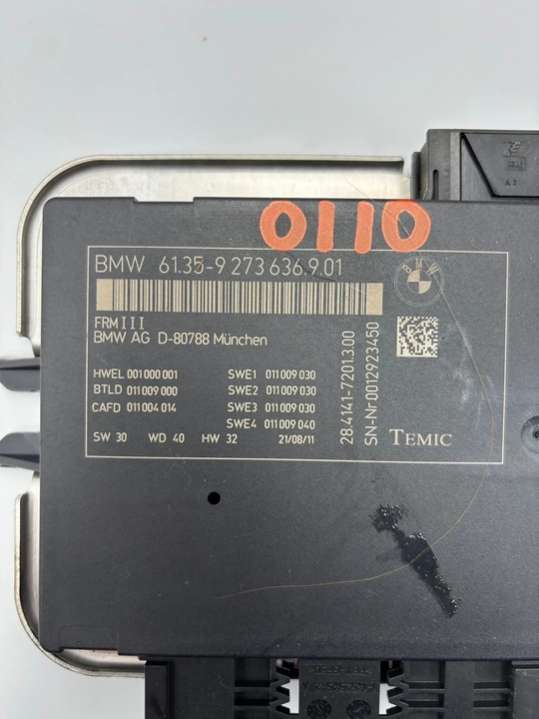 0110
BMW 61.35-9 273 636.9.01
FRM III
BMW AG D-80788 München
HWEL 001 000 001
BTLD 011 009 000
CAFD 011 004 014
SWE1 011 009 030
SWE2 011 009 030
SWE3 011 009 030
SWE4 011 009 040
SW 30 WD 40 HW 32 21/08/11
28.4141-7201.3.00
SN-Nr 0012923450
BMW
TEMIC